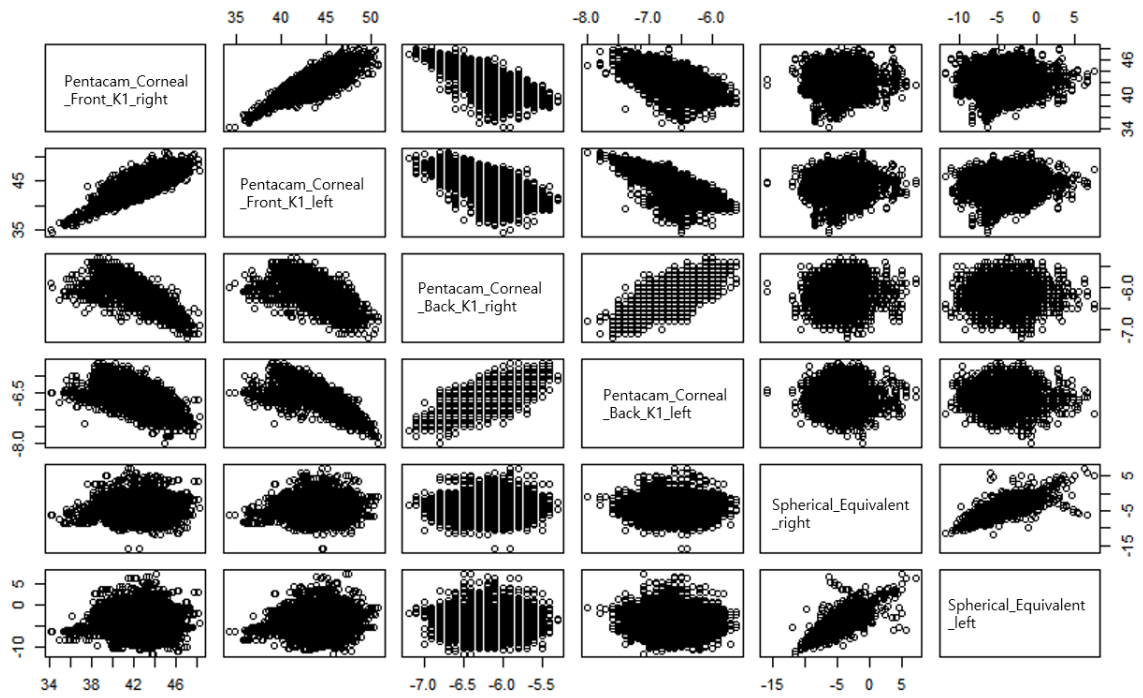 35 40 45 50 -8.0 -7.0 -6.0 -10 -5 0 5
Pentacam_Corneal
_Front_K1_right
46
40
34
45
35
Pentacam_Corneal
_Front_K1_left
Pentacam_Corneal
_Back_K1_right
-6.0
-7.0
-6.5
-8.0
Pentacam_Corneal
_Back_K1_left
Spherical_Equivalent
_right
5
-5
-15
5
0
-10
Spherical_Equivalent
_left
34 38 42 46 -7.0 -6.5 -6.0 -5.5 -15 -5 0 5